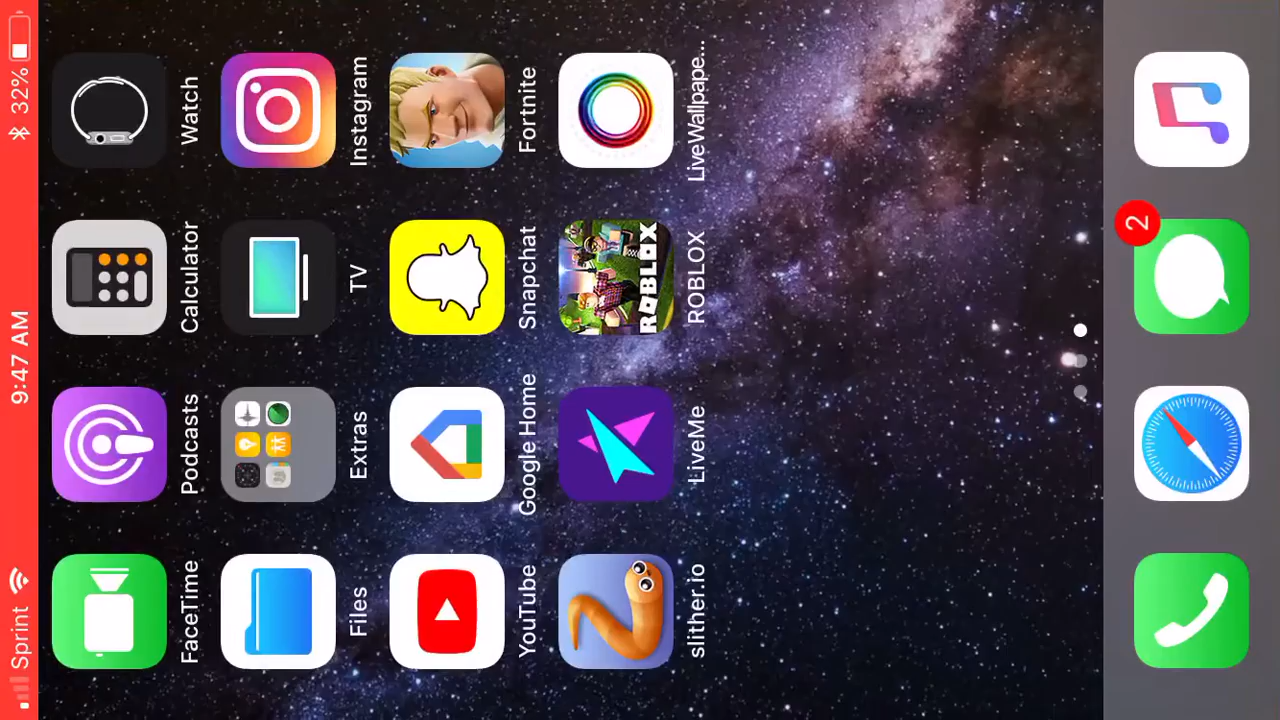 Sprint 9:47 AM 32%
FaceTime Podcasts Calculator Watch
Files Extras TV Instagram
YouTube Google Home Snapchat Fortnite
ROBLOX
slither.io LiveMe ROBLOX LiveWallpape...
2